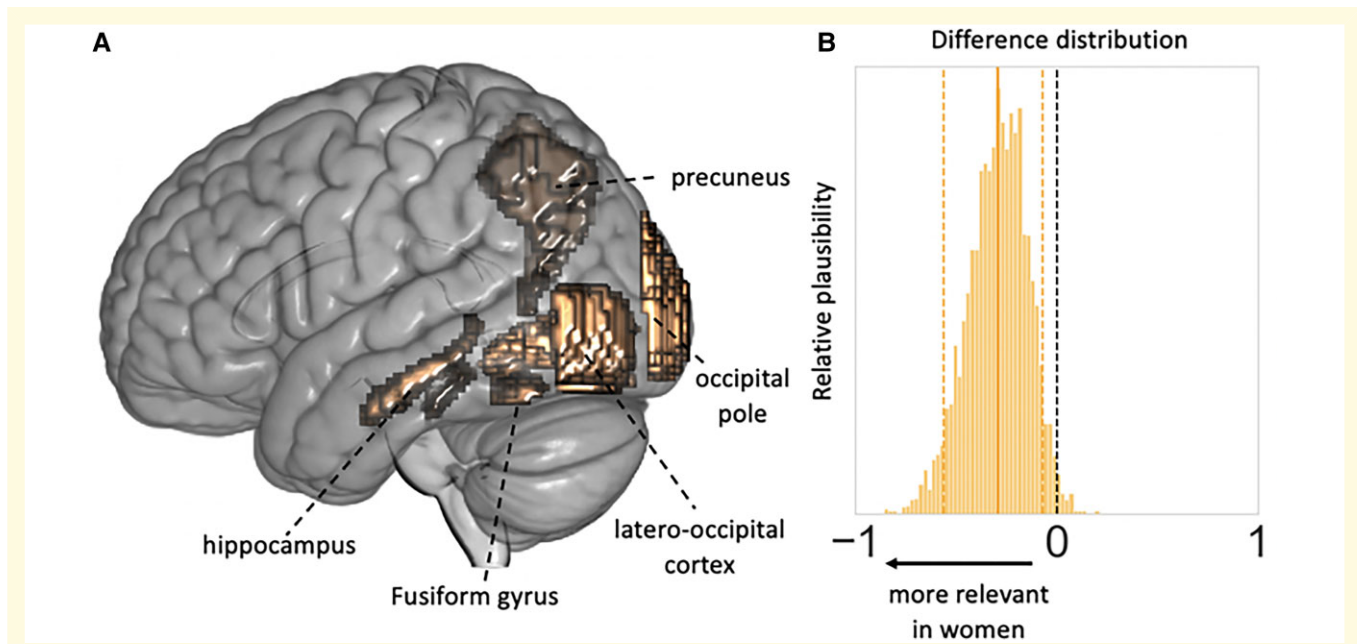 A
precuneus
occipital
pole
latero-occipital
cortex
hippocampus
Fusiform gyrus
B
Difference distribution
Relative plausibility
−1
0
1
more relevant
in women